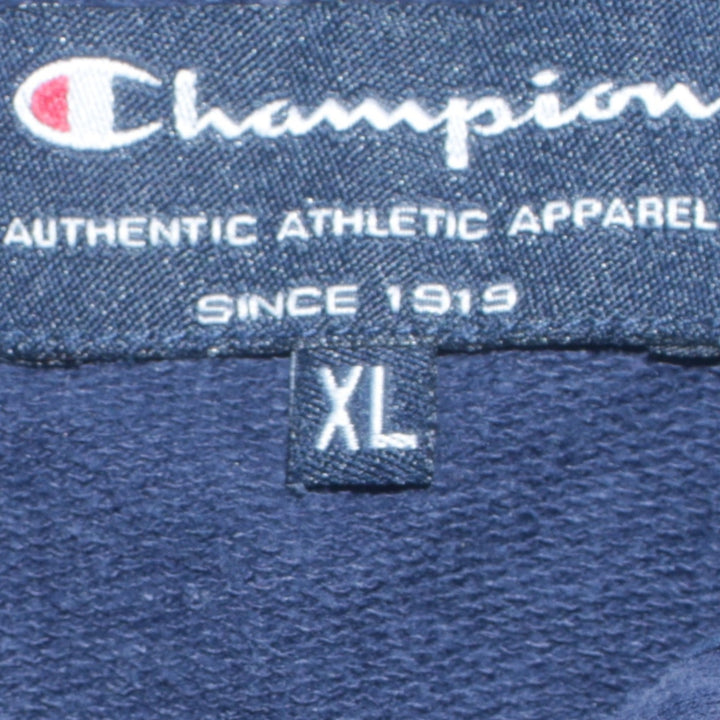 Champion
AUTHENTIC ATHLETIC APPAREL
SINCE 1919
XL